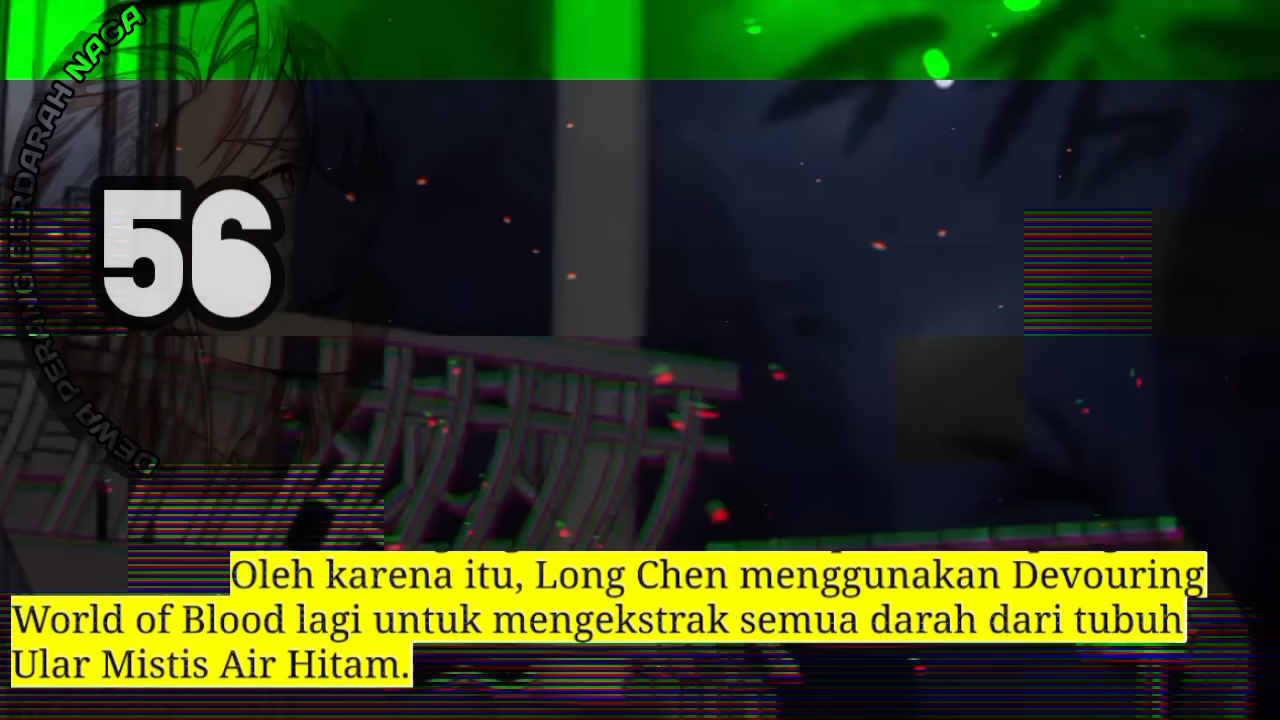 DEWA PERANG BERDARAH NAGA
56
Oleh karena itu, Long Chen menggunakan Devouring
World of Blood lagi untuk mengekstrak semua darah dari tubuh
Ular Mistis Air Hitam.